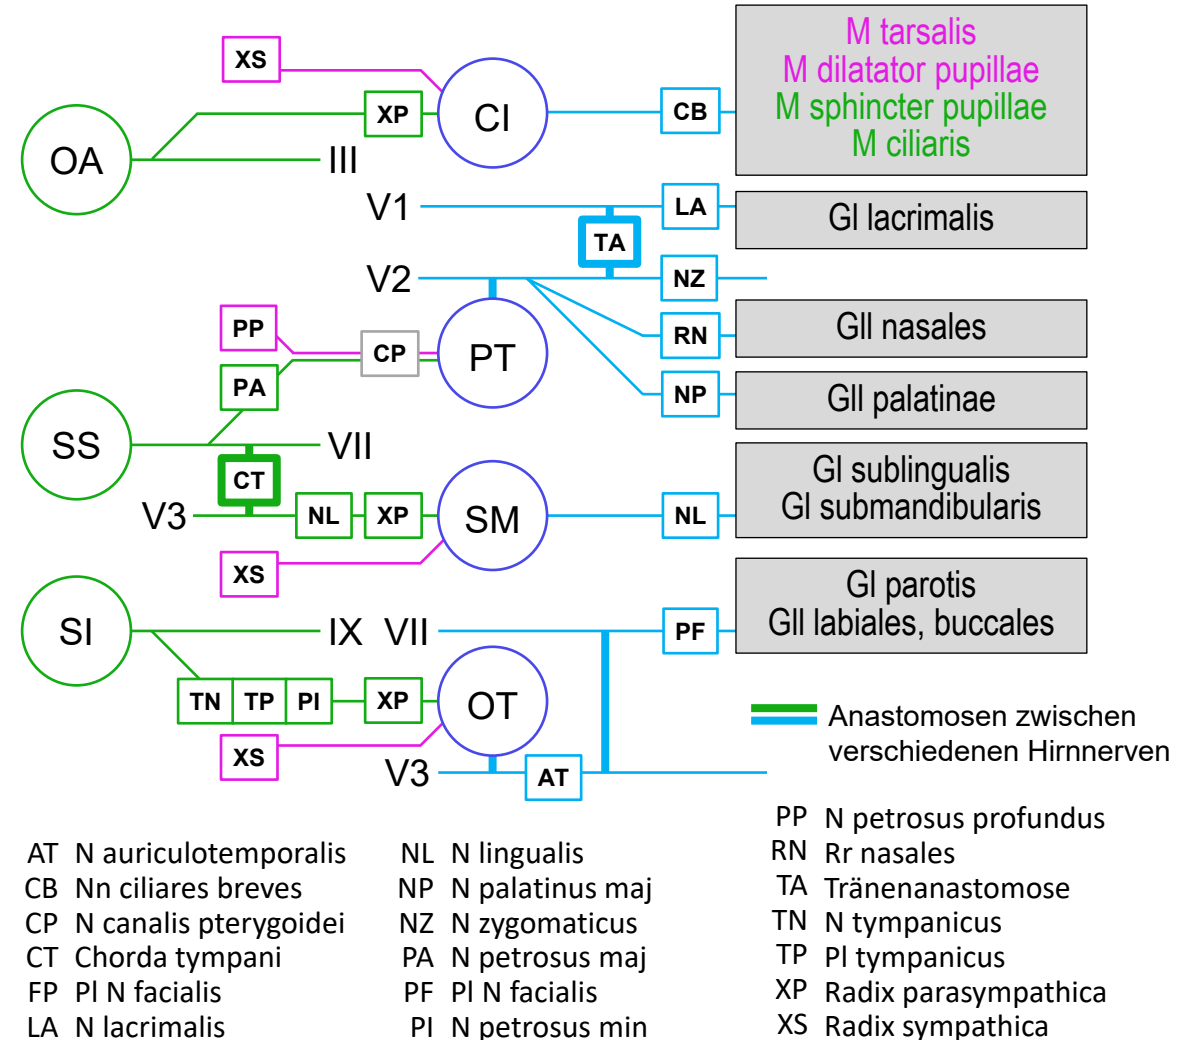 M tarsalis
M dilatator pupillae
M sphincter pupillae
M ciliaris
XS
XP
CI
CB
OA
III
V1
LA
Gl lacrimalis
TA
V2
NZ
PP
CP
PT
RN
Gll nasales
PA
NP
Gll palatinae
SS
VII
CT
Gl sublingualis
Gl submandibularis
V3
NL
XP
SM
NL
XS
Gl parotis
Gll labiales, buccales
SI
IX
VII
PF
TN
TP
PI
XP
OT
XS
V3
AT
Anastomosen zwischen
verschiedenen Hirnnerven
AT N auriculotemporalis
CB Nn ciliares breves
CP N canalis pterygoidei
CT Chorda tympani
FP Pl N facialis
LA N lacrimalis
NL N lingualis
NP N palatinus maj
NZ N zygomaticus
PA N petrosus maj
PF Pl N facialis
PI N petrosus min
PP N petrosus profundus
RN Rr nasales
TA Tränenanastomose
TN N tympanicus
TP Pl tympanicus
XP Radix parasympathica
XS Radix sympathica